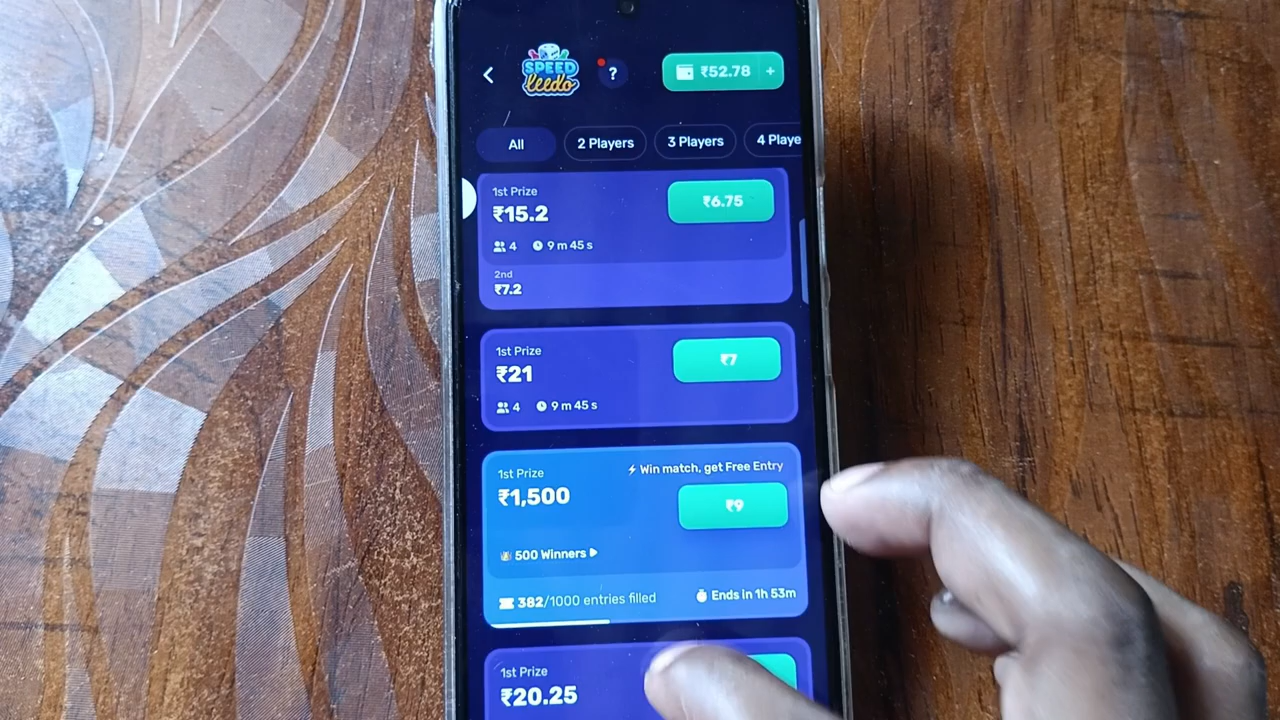 SPEED
leedo
?
₹52.78 +
All
2 Players
3 Players
4 Playe
1st Prize
₹15.2
₹6.75
4
9 m 45 s
2nd
₹7.2
1st Prize
₹21
₹7
4
9 m 45 s
1st Prize
Win match, get Free Entry
₹1,500
₹9
500 Winners
382/1000 entries filled
Ends in 1h 53m
1st Prize
₹20.25